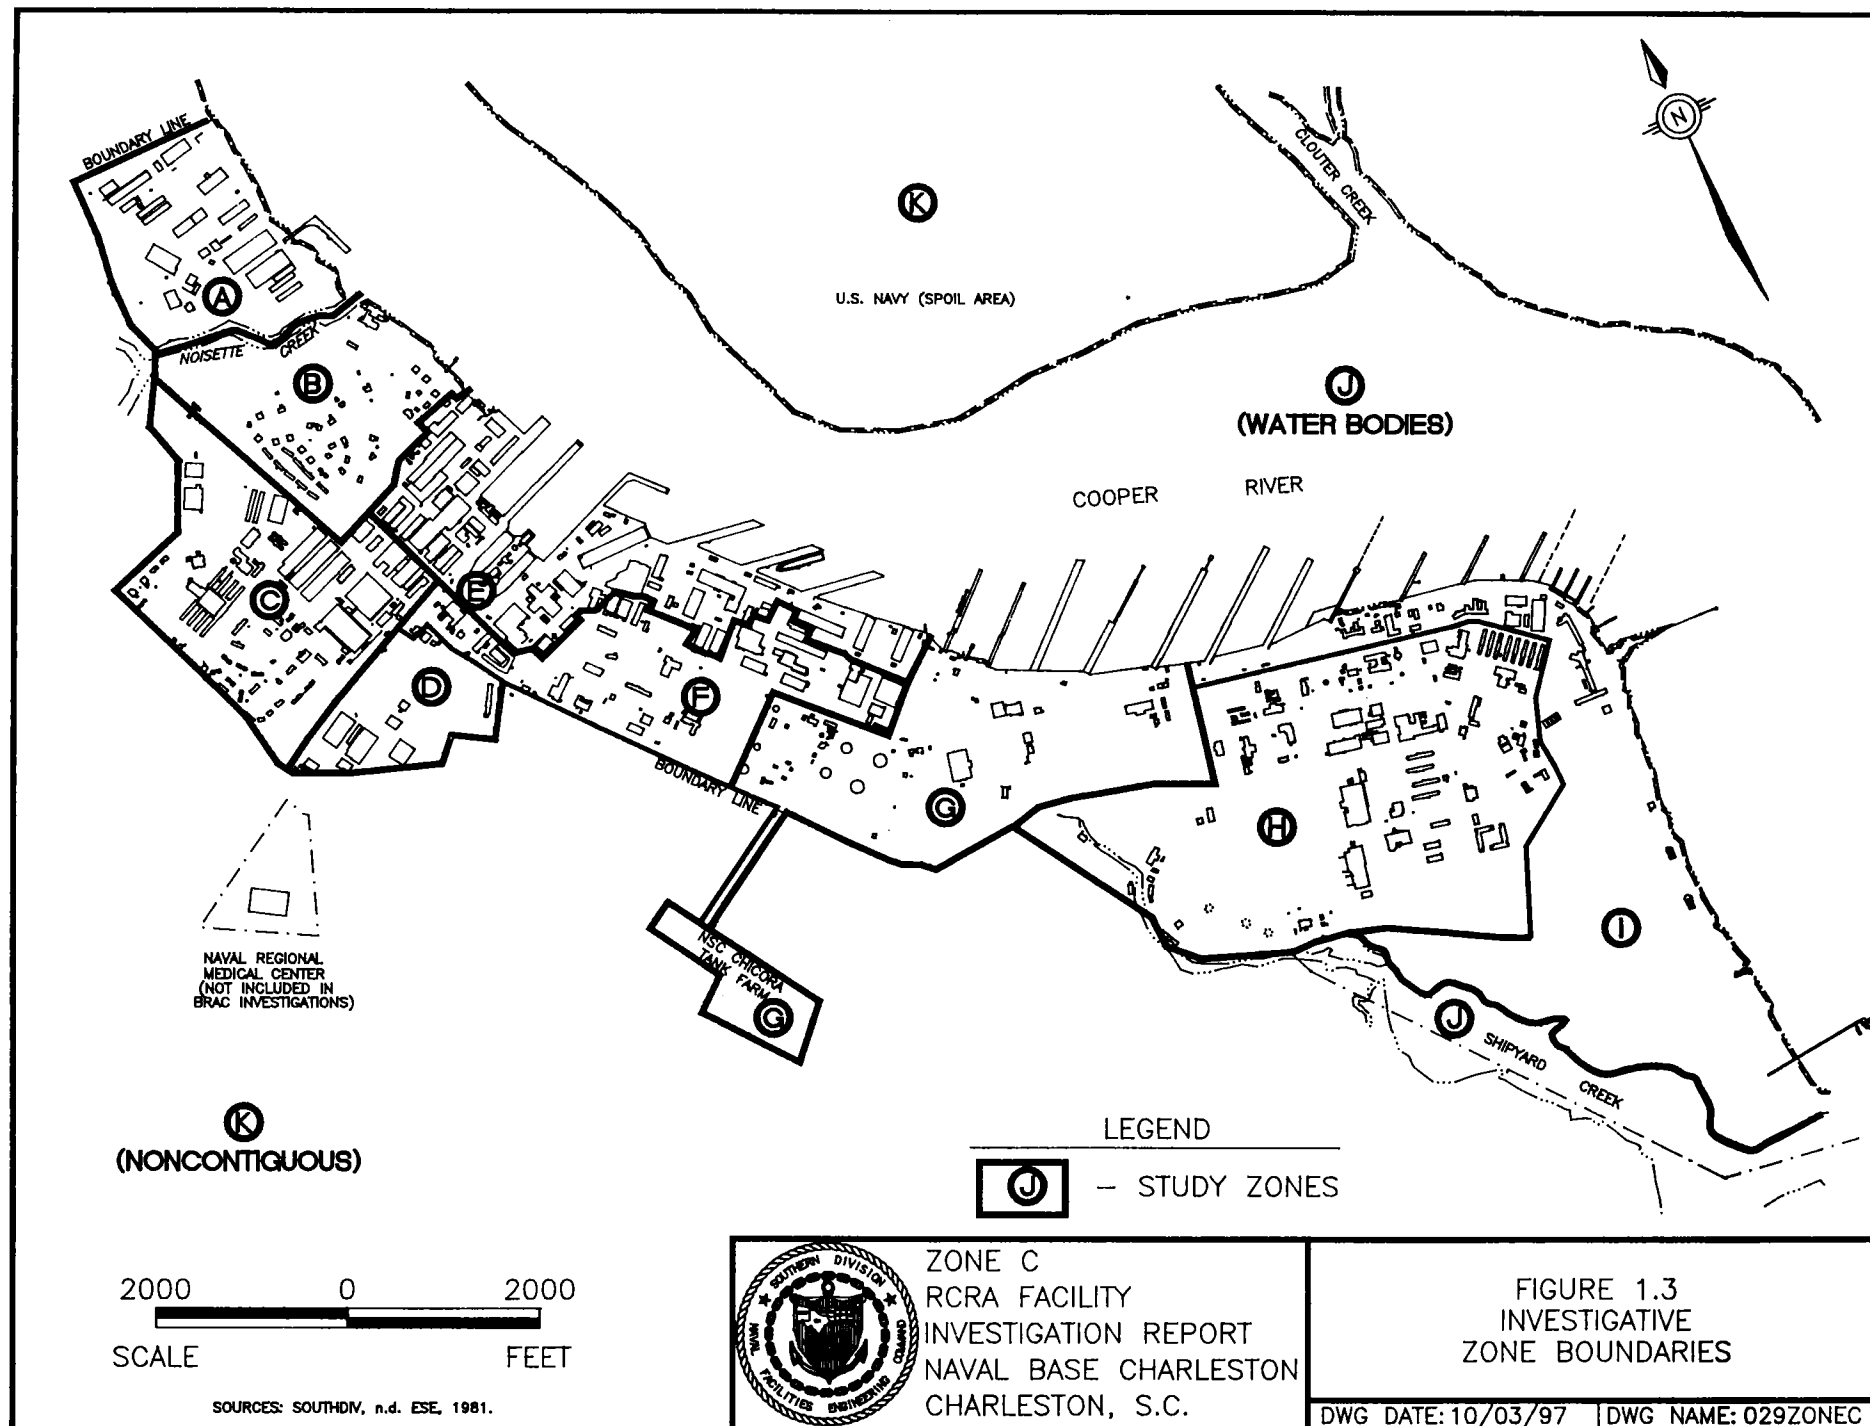 BOUNDARY LINE
CLOUTER CREEK
N
K
U.S. NAVY (SPOIL AREA)
A
NOISETTE CREEK
B
J
(WATER BODIES)
COOPER RIVER
E
C
D
F
BOUNDARY LINE
G
H
I
NSC CHICORA
TANK FARM
G
NAVAL REGIONAL
MEDICAL CENTER
(NOT INCLUDED IN
BRAC INVESTIGATIONS)
J
SHIPYARD CREEK
K
(NONCONTIGUOUS)
LEGEND
J – STUDY ZONES
2000 0 2000
SCALE FEET
SOURCES: SOUTHDIV, n.d. ESE, 1981.
SOUTHERN DIVISION
NAVAL FACILITIES ENGINEERING COMMAND
ZONE C
RCRA FACILITY
INVESTIGATION REPORT
NAVAL BASE CHARLESTON
CHARLESTON, S.C.
FIGURE 1.3
INVESTIGATIVE
ZONE BOUNDARIES
DWG DATE: 10/03/97 DWG NAME: 029ZONEC